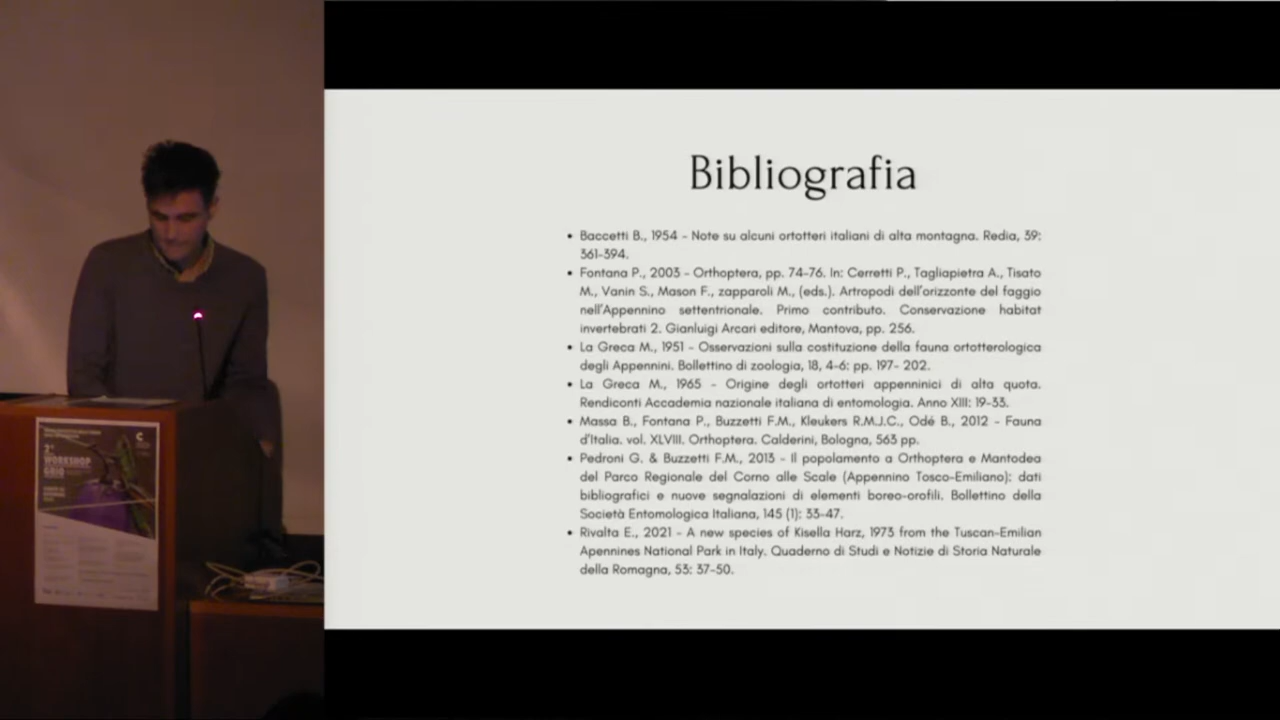 Bibliografia
• Baccetti B., 1954 - Note su alcuni ortotteri italiani di alta montagna. Redia, 39:
361-394.
• Fontana P., 2003 - Orthoptera, pp. 74-76. In: Cerretti P., Tagliapietra A., Tisato
M., Vanin S., Mason F., zapparoli M., (eds.). Artropodi dell'orizzonte del faggio
nell'Appennino settentrionale. Primo contributo. Conservazione habitat
invertebrati 2. Gianluigi Arcari editore, Mantova, pp. 256.
• La Greca M., 1951 - Osservazioni sulla costituzione della fauna ortotterologica
degli Appennini. Bollettino di zoologia, 18, 4-6: pp. 197- 202.
• La Greca M., 1965 - Origine degli ortotteri appenninici di alta quota.
Rendiconti Accademia nazionale italiana di entomologia. Anno XIII: 19-33.
• Massa B., Fontana P., Buzzetti F.M., Kleukers R.M.J.C., Odé B., 2012 - Fauna
d'Italia. vol. XLVIII. Orthoptera. Calderini, Bologna, 563 pp.
• Pedroni G. & Buzzetti F.M., 2013 - Il popolamento a Orthoptera e Mantodea
del Parco Regionale del Corno alle Scale (Appennino Tosco-Emiliano): dati
bibliografici e nuove segnalazioni di elementi boreo-orofili. Bollettino della
Società Entomologica Italiana, 145 (1): 33-47.
• Rivalta E., 2021 - A new species of Kisella Harz, 1973 from the Tuscan-Emilian
Apennines National Park in Italy. Quaderno di Studi e Notizie di Storia Naturale
della Romagna, 53: 37-50.
2°
WORKSHOP
GRIO